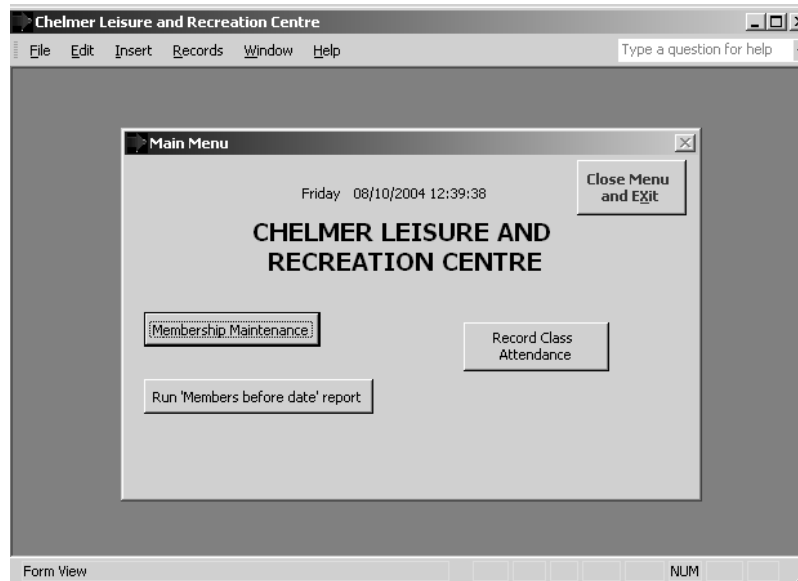 Chelmer Leisure and Recreation Centre
File Edit Insert Records Window Help Type a question for help
Main Menu
Close Menu
and EXit
Friday 08/10/2004 12:39:38
CHELMER LEISURE AND
RECREATION CENTRE
Membership Maintenance
Record Class
Attendance
Run 'Members before date' report
Form View NUM